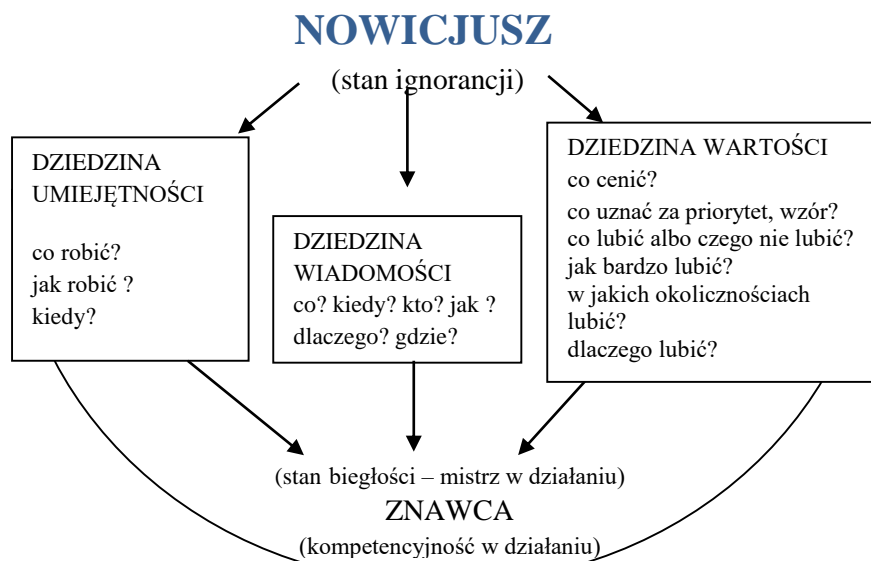 NOWICJUSZ
(stan ignorancji)
DZIEDZINA
UMIEJĘTNOŚCI
co robić?
jak robić ?
kiedy?
DZIEDZINA
WIADOMOŚCI
co? kiedy? kto? jak ?
dlaczego? gdzie?
DZIEDZINA WARTOŚCI
co cenić?
co uznać za priorytet, wzór?
co lubić albo czego nie lubić?
jak bardzo lubić?
w jakich okolicznościach
lubić?
dlaczego lubić?
(stan biegłości – mistrz w działaniu)
ZNAWCA
(kompetencyjność w działaniu)